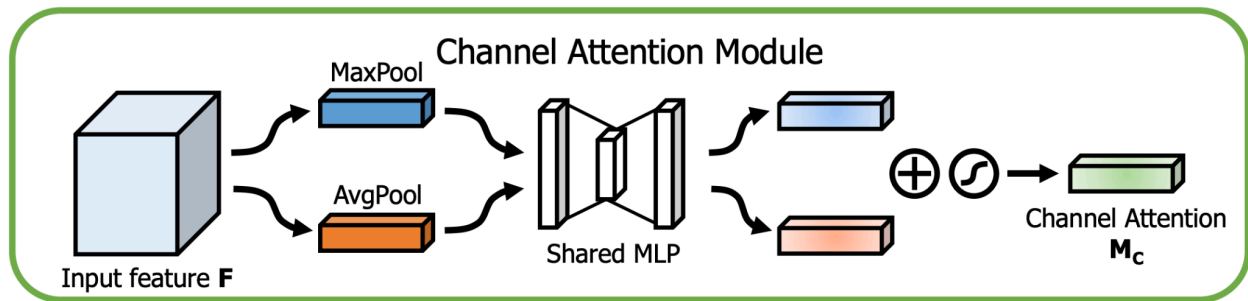 Channel Attention Module
MaxPool
AvgPool
Input feature F
Shared MLP
Channel Attention
Mc